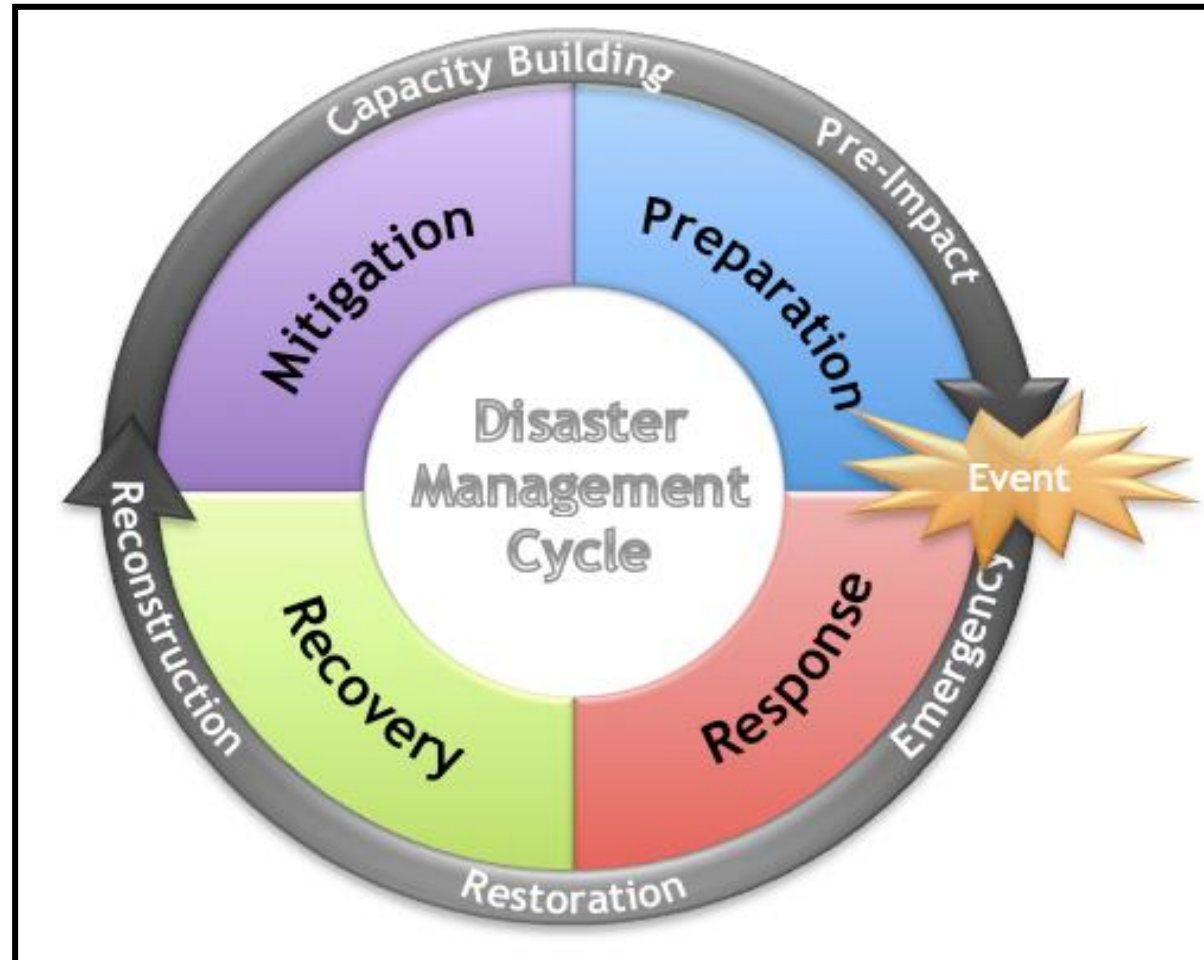 Capacity Building
Pre-Impact
Mitigation
Preparation
Disaster
Management
Cycle
Event
Reconstruction
Recovery
Response
Emergency
Restoration